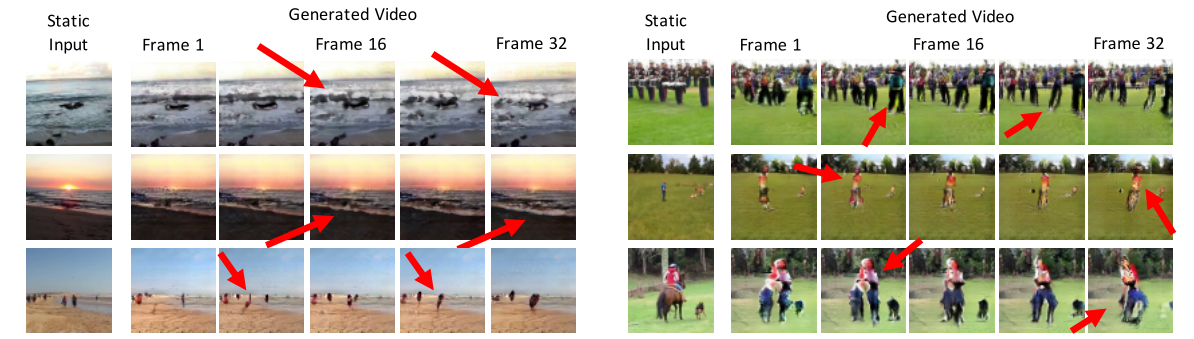 Static
Input
Generated Video
Frame 1
Frame 16
Frame 32
Static
Input
Generated Video
Frame 1
Frame 16
Frame 32